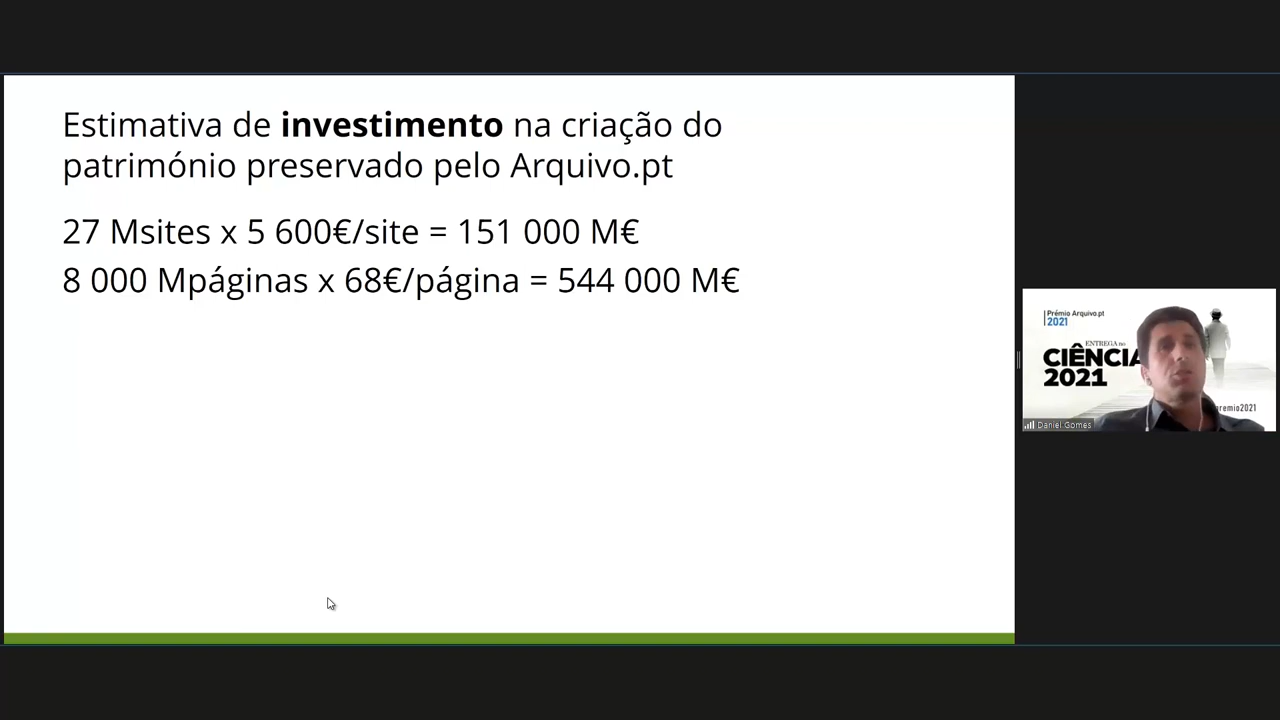 Estimativa de investimento na criação do
património preservado pelo Arquivo.pt
27 Msites x 5 600€/site = 151 000 M€
8 000 Mpáginas x 68€/página = 544 000 M€
Prémio Arquivo.pt
2021
ENTREGA no
CIÊNCIA
2021
remio2021
Daniel Gomes